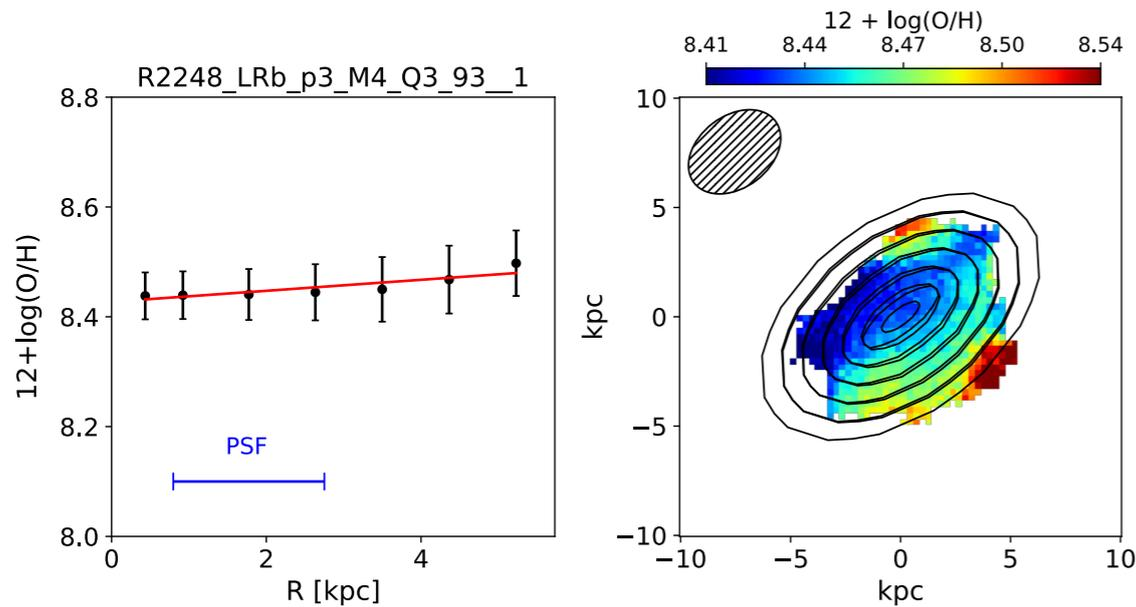 R2248_LRb_p3_M4_Q3_93__1
8.8
8.6
8.4
8.2
8.0
12+log(O/H)
PSF
0 2 4
R [kpc]
12 + log(O/H)
8.41 8.44 8.47 8.50 8.54
10
5
0
−5
−10
kpc
−10 −5 0 5 10
kpc